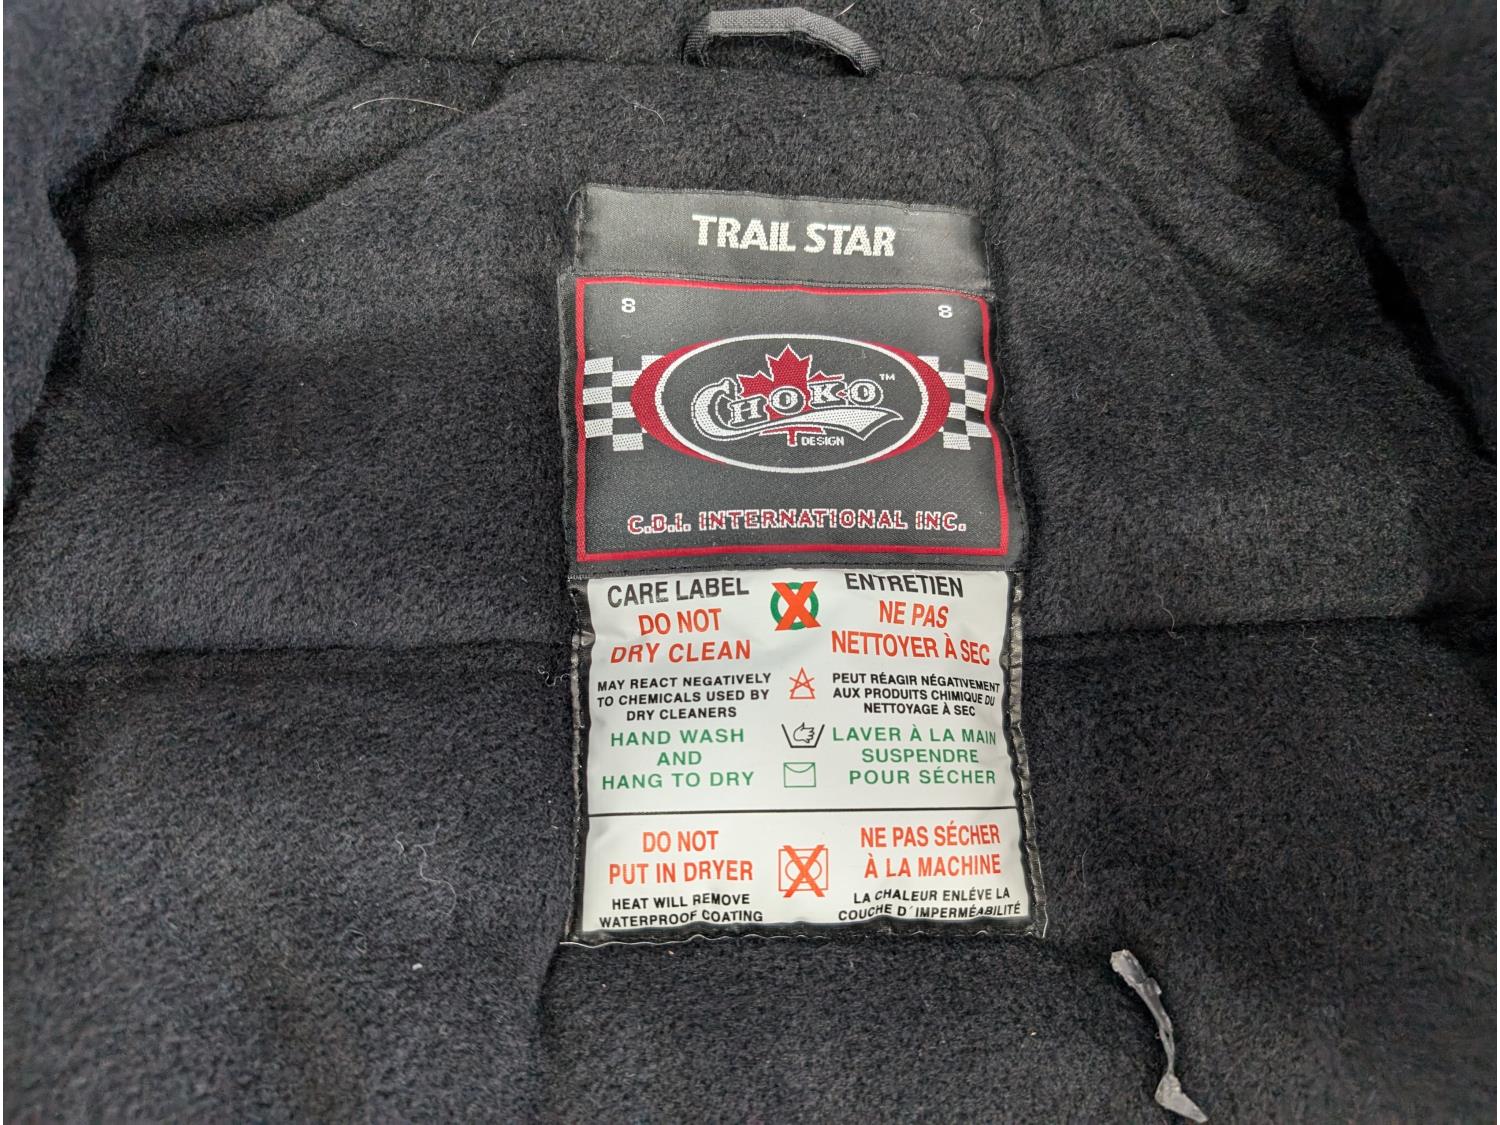 TRAIL STAR
8 8
CHOKO™
DESIGN
C.D.I. INTERNATIONAL INC.
CARE LABEL
DO NOT
DRY CLEAN
MAY REACT NEGATIVELY
TO CHEMICALS USED BY
DRY CLEANERS
HAND WASH
AND
HANG TO DRY
ENTRETIEN
NE PAS
NETTOYER À SEC
PEUT RÉAGIR NÉGATIVEMENT
AUX PRODUITS CHIMIQUE DU
NETTOYAGE À SEC
LAVER À LA MAIN
SUSPENDRE
POUR SÉCHER
DO NOT
PUT IN DRYER
HEAT WILL REMOVE
WATERPROOF COATING
NE PAS SÉCHER
À LA MACHINE
LA CHALEUR ENLÉVE LA
COUCHE D´IMPERMÉABILITÉ